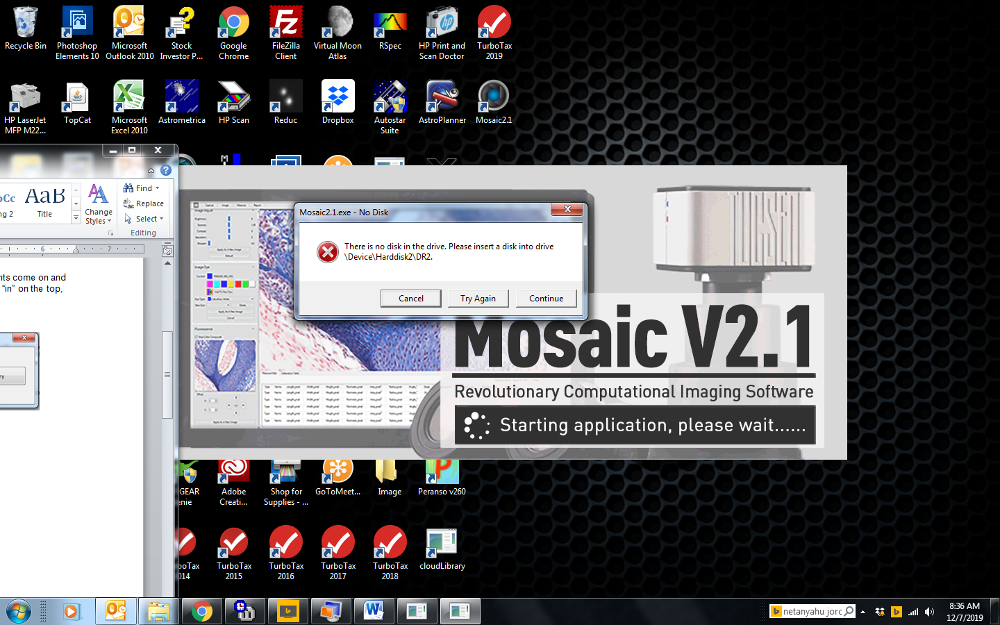 Recycle Bin
Photoshop
Elements 10
Microsoft
Outlook 2010
Stock
Investor P...
Google
Chrome
FileZilla
Client
Virtual Moon
Atlas
RSpec
HP Print and
Scan Doctor
TurboTax
2019
HP LaserJet
MFP M22...
TopCat
Microsoft
Excel 2010
Astrometrica
HP Scan
Reduc
Dropbox
Autostar
Suite
AstroPlanner
Mosaic2.1
AaB
ng 2
Title
Change
Styles
Find
Replace
Select
Editing
6
7
nts come on and
"in" on the top,
ry
Mosaic2.1.exe - No Disk
There is no disk in the drive. Please insert a disk into drive
\Device\Harddisk2\DR2.
Cancel
Try Again
Continue
Mosaic V2.1
Revolutionary Computational Imaging Software
Starting application, please wait......
GEAR
enie
Adobe
Creati...
Shop for
Supplies - ...
GoToMeet...
Image
Peranso v260
boTax
014
TurboTax
2015
TurboTax
2016
TurboTax
2017
TurboTax
2018
cloudLibrary
netanyahu jorc
8:36 AM
12/7/2019